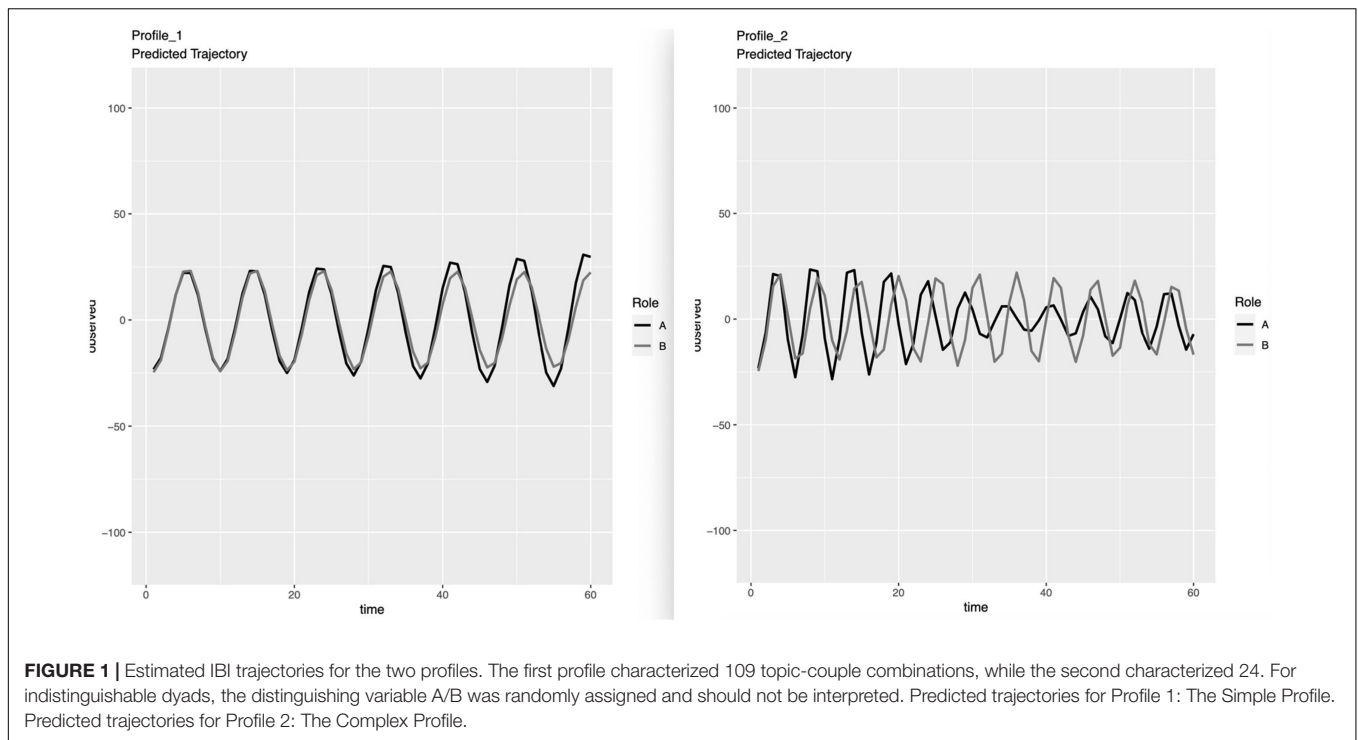 Profile_1
Predicted Trajectory
100
50
0
−50
−100
observed
0 20 40 60
time
Role
A
B
Profile_2
Predicted Trajectory
100
50
0
−50
−100
observed
0 20 40 60
time
Role
A
B
FIGURE 1 | Estimated IBI trajectories for the two profiles. The first profile characterized 109 topic-couple combinations, while the second characterized 24. For
indistinguishable dyads, the distinguishing variable A/B was randomly assigned and should not be interpreted. Predicted trajectories for Profile 1: The Simple Profile.
Predicted trajectories for Profile 2: The Complex Profile.